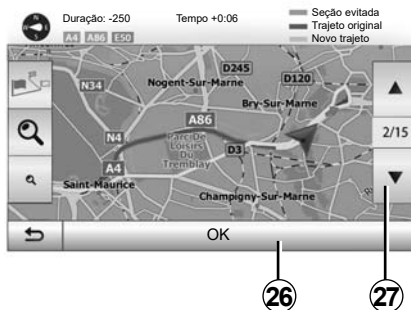 Duração: -250 Tempo +0:06
Seção evitada
Trajeto original
Novo trajeto
A4 A86 E50
D245
N34
D120
Nogent-Sur-Marne
Bry-Sur-Marne
2/15
A86
N4
Parc De
Loisirs
Du
Tremblay
D3
A4
Saint-Maurice
Champigny-Sur-Marne
OK
26
27